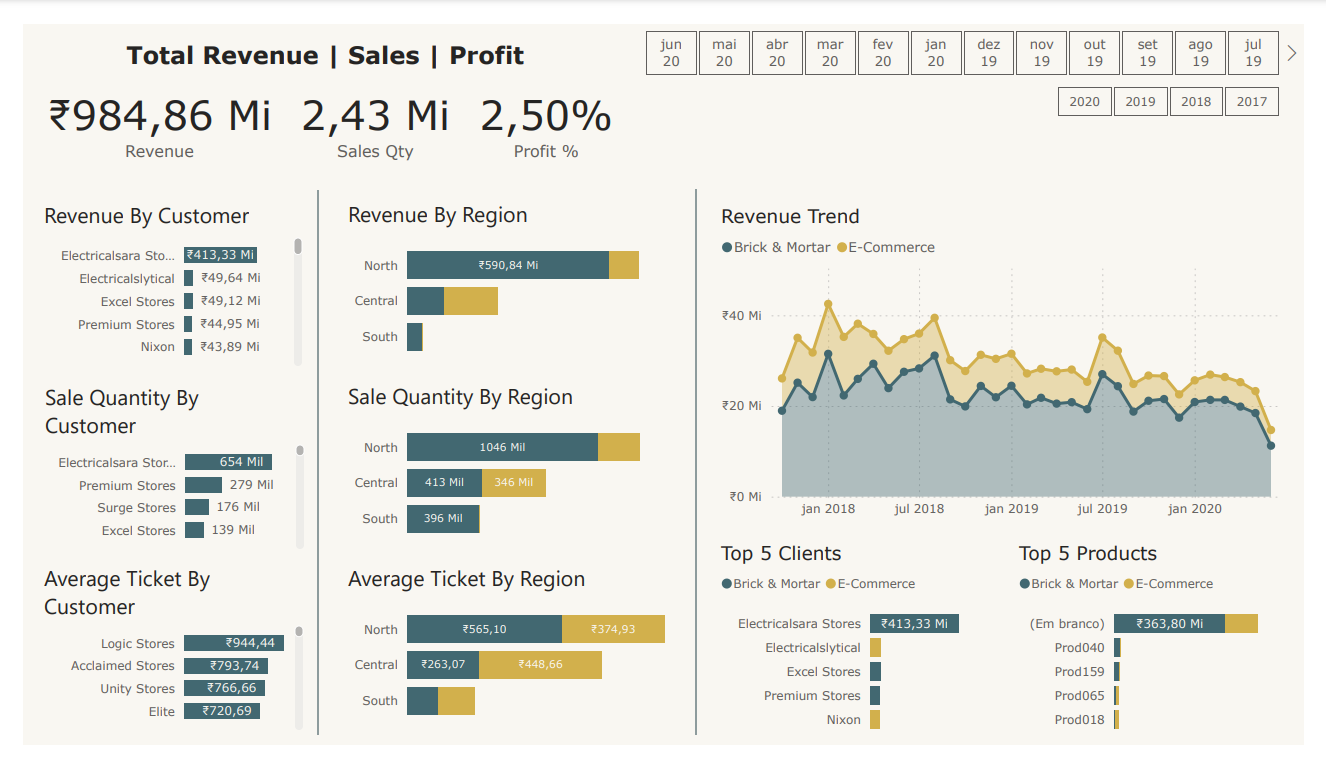 Total Revenue | Sales | Profit
jun
20
mai
20
abr
20
mar
20
fev
20
jan
20
dez
19
nov
19
out
19
set
19
ago
19
jul
19
2020
2019
2018
2017
₹984,86 Mi
Revenue
2,43 Mi
Sales Qty
2,50%
Profit %
Revenue By Customer
Electricalsara Sto... ₹413,33 Mi
Electricalslytical ₹49,64 Mi
Excel Stores ₹49,12 Mi
Premium Stores ₹44,95 Mi
Nixon ₹43,89 Mi
Sale Quantity By
Customer
Electricalsara Stor... 654 Mil
Premium Stores 279 Mil
Surge Stores 176 Mil
Excel Stores 139 Mil
Average Ticket By
Customer
Logic Stores ₹944,44
Acclaimed Stores ₹793,74
Unity Stores ₹766,66
Elite ₹720,69
Revenue By Region
North ₹590,84 Mi
Central
South
Sale Quantity By Region
North 1046 Mil
Central 413 Mil 346 Mil
South 396 Mil
Average Ticket By Region
North ₹565,10 ₹374,93
Central ₹263,07 ₹448,66
South
Revenue Trend
Brick & Mortar E-Commerce
₹40 Mi
₹20 Mi
₹0 Mi
jan 2018 jul 2018 jan 2019 jul 2019 jan 2020
Top 5 Clients
Brick & Mortar E-Commerce
Electricalsara Stores ₹413,33 Mi
Electricalslytical
Excel Stores
Premium Stores
Nixon
Top 5 Products
Brick & Mortar E-Commerce
(Em branco) ₹363,80 Mi
Prod040
Prod159
Prod065
Prod018